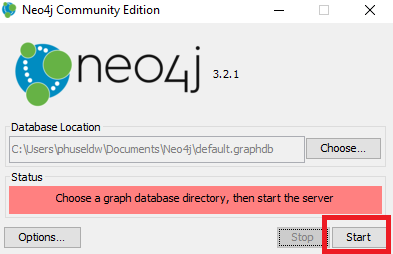 Neo4j Community Edition
neo4j 3.2.1
Database Location
C:\Users\phuseldw\Documents\Neo4j\default.graphdb
Choose...
Status
Choose a graph database directory, then start the server
Options...
Stop
Start